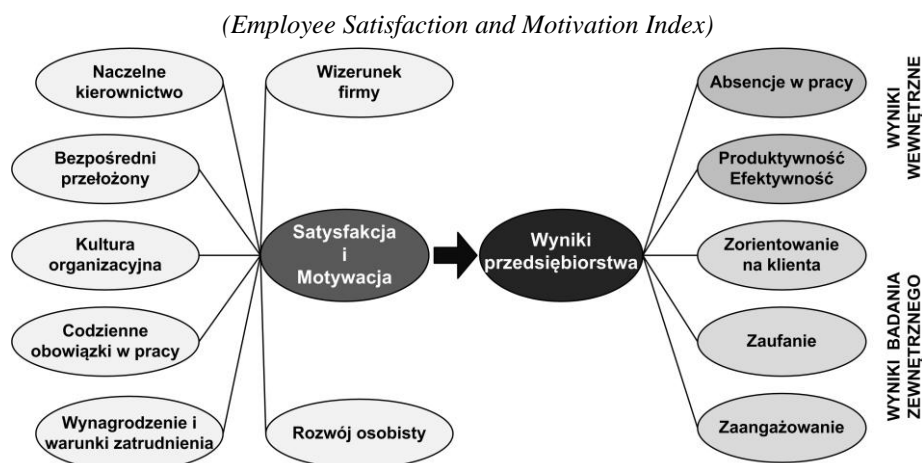 (Employee Satisfaction and Motivation Index)
Naczelne
kierownictwo
Wizerunek
firmy
Bezpośredni
przełożony
Kultura
organizacyjna
Codzienne
obowiązki w pracy
Wynagrodzenie i
warunki zatrudnienia
Rozwój osobisty
Satysfakcja
i
Motywacja
Wyniki
przedsiębiorstwa
Absencje w pracy
Produktywność
Efektywność
Zorientowanie
na klienta
Zaufanie
Zaangażowanie
WYNIKI
WEWNĘTRZNE
WYNIKI BADANIA
ZEWNĘTRZNEGO